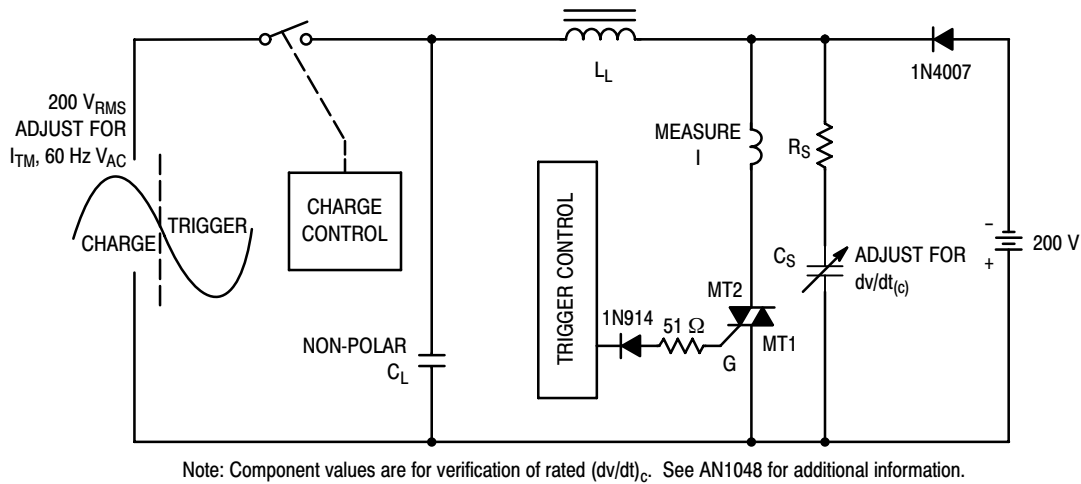 200 V_RMS
ADJUST FOR
I_TM, 60 Hz V_AC
CHARGE
TRIGGER
CHARGE
CONTROL
NON-POLAR
C_L
L_L
TRIGGER CONTROL
MEASURE
I
R_S
1N4007
1N914
51 Ω
MT2
MT1
G
C_S
ADJUST FOR
dv/dt(c)
-
+
200 V
Note: Component values are for verification of rated (dv/dt)c. See AN1048 for additional information.